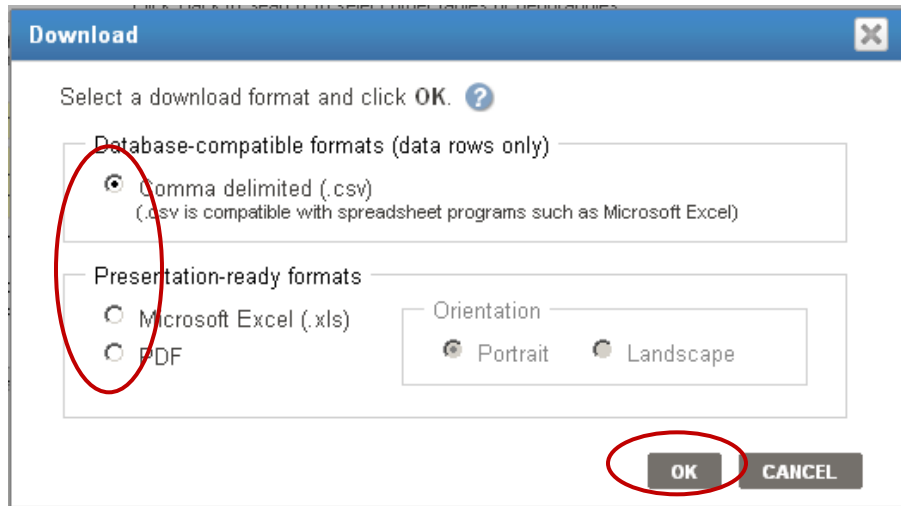 Download
Select a download format and click OK. ?
Database-compatible formats (data rows only)
Comma delimited (.csv)
(.csv is compatible with spreadsheet programs such as Microsoft Excel)
Presentation-ready formats
Microsoft Excel (.xls)
PDF
Orientation
Portrait
Landscape
OK
CANCEL